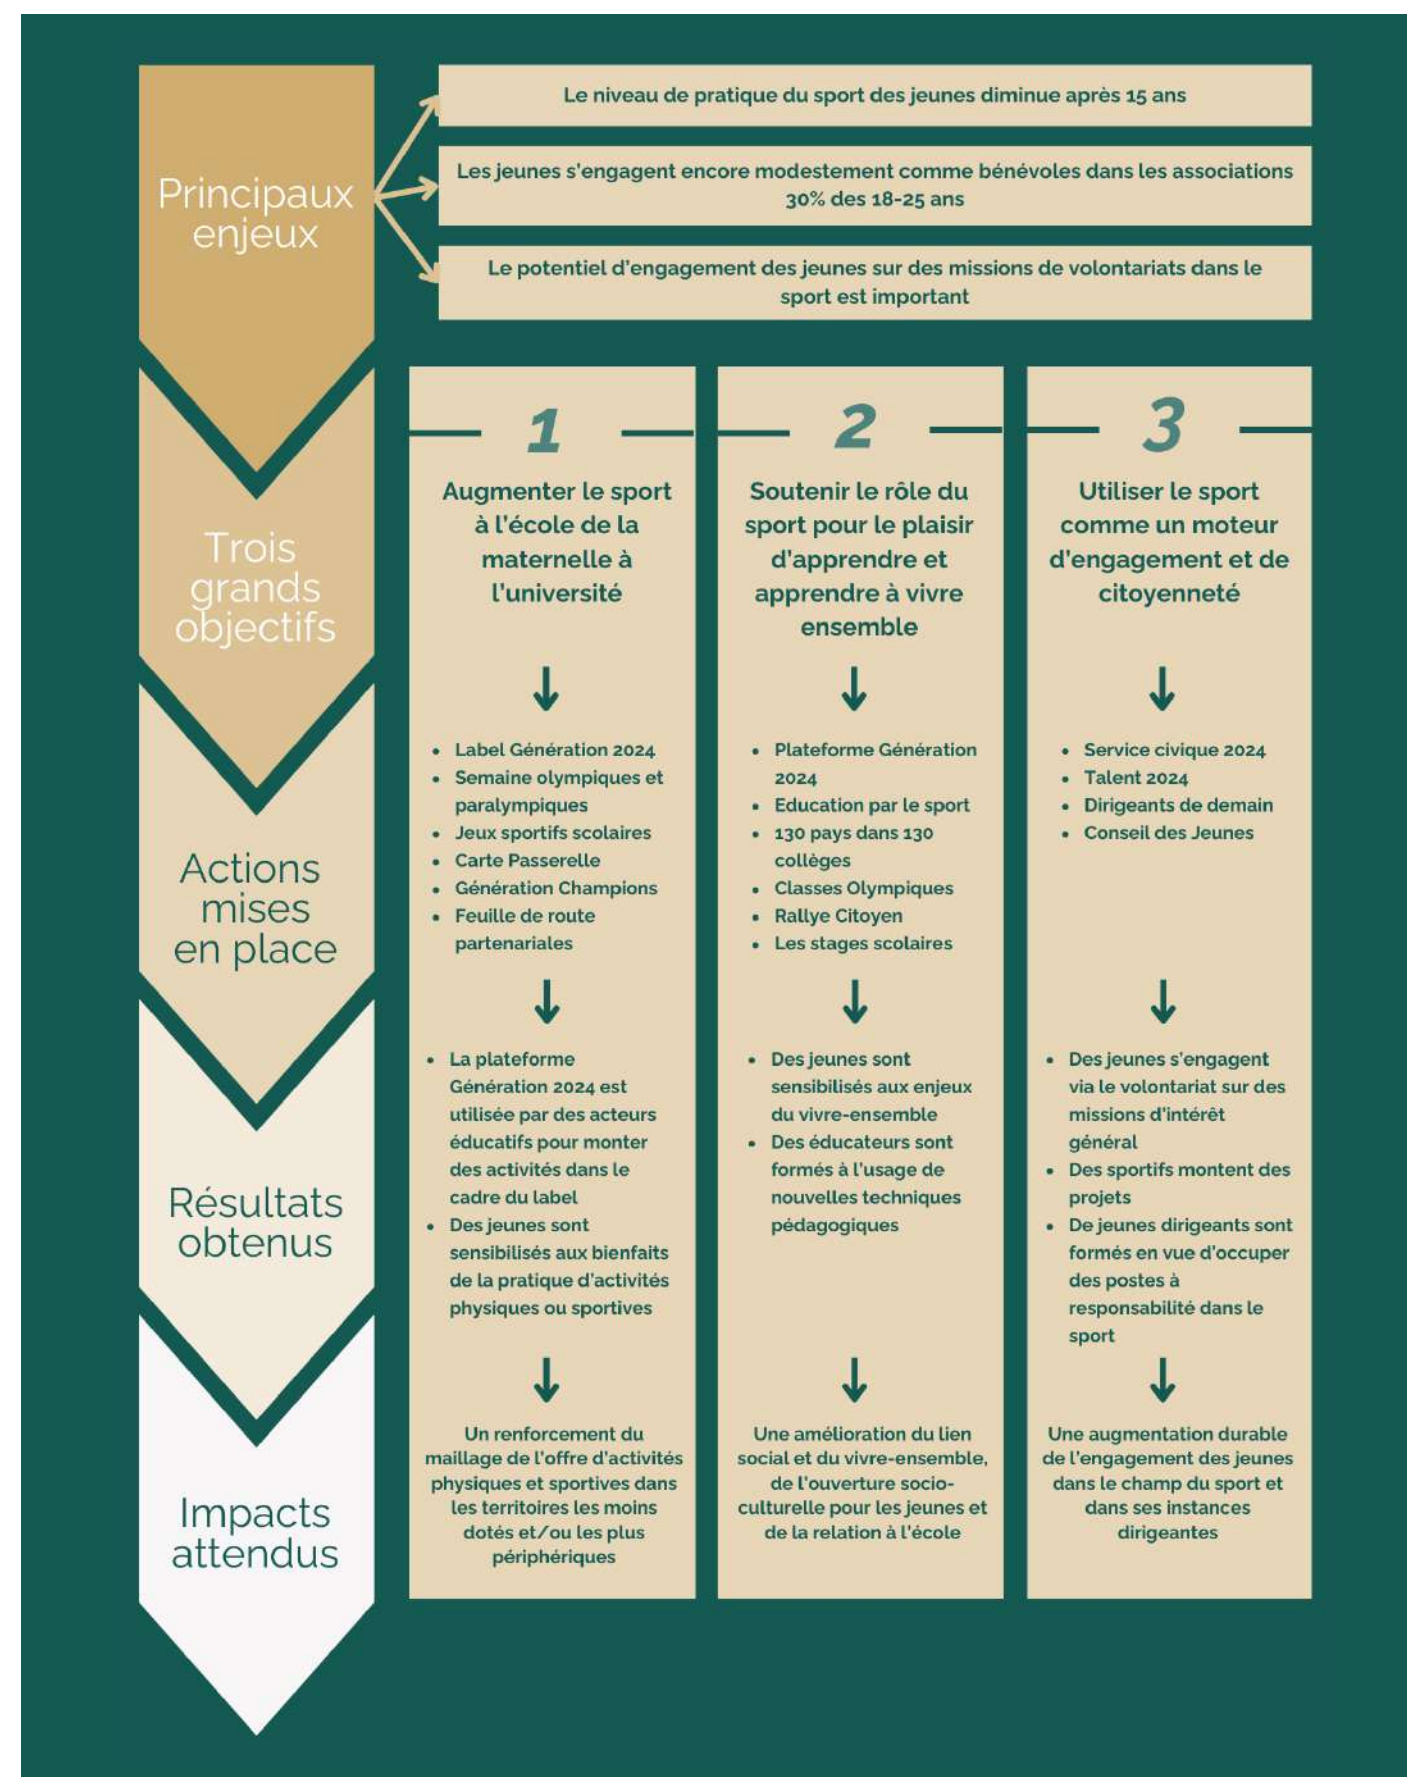 Principaux
enjeux
Le niveau de pratique du sport des jeunes diminue après 15 ans
Les jeunes s'engagent encore modestement comme bénévoles dans les associations
30% des 18-25 ans
Le potentiel d'engagement des jeunes sur des missions de volontariats dans le
sport est important
Trois
grands
objectifs
1
Augmenter le sport
à l'école de la
maternelle à
l'université
2
Soutenir le rôle du
sport pour le plaisir
d'apprendre et
apprendre à vivre
ensemble
3
Utiliser le sport
comme un moteur
d'engagement et de
citoyenneté
Actions
mises
en place
• Label Génération 2024
• Semaine olympiques et
paralympiques
• Jeux sportifs scolaires
• Carte Passerelle
• Génération Champions
• Feuille de route
partenariales
• Plateforme Génération
2024
• Education par le sport
• 130 pays dans 130
collèges
• Classes Olympiques
• Rallye Citoyen
• Les stages scolaires
• Service civique 2024
• Talent 2024
• Dirigeants de demain
• Conseil des Jeunes
Résultats
obtenus
• La plateforme
Génération 2024 est
utilisée par des acteurs
éducatifs pour monter
des activités dans le
cadre du label
• Des jeunes sont
sensibilisés aux bienfaits
de la pratique d'activités
physiques ou sportives
• Des jeunes sont
sensibilisés aux enjeux
du vivre-ensemble
• Des éducateurs sont
formés à l'usage de
nouvelles techniques
pédagogiques
• Des jeunes s'engagent
via le volontariat sur des
missions d'intérêt
général
• Des sportifs montent des
projets
• De jeunes dirigeants sont
formés en vue d'occuper
des postes à
responsabilité dans le
sport
Impacts
attendus
Un renforcement du
maillage de l'offre d'activités
physiques et sportives dans
les territoires les moins
dotés et/ou les plus
périphériques
Une amélioration du lien
social et du vivre-ensemble,
de l'ouverture socio-
culturelle pour les jeunes et
de la relation à l'école
Une augmentation durable
de l'engagement des jeunes
dans le champ du sport et
dans ses instances
dirigeantes